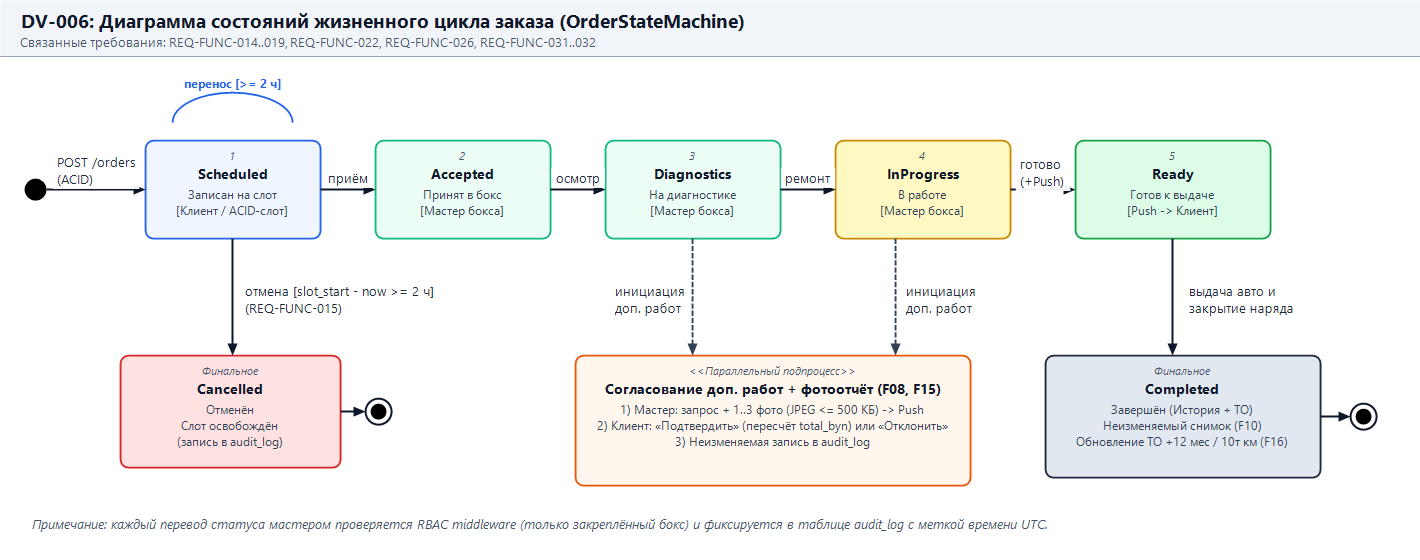 DV-006: Диаграмма состояний жизненного цикла заказа (OrderStateMachine)
Связанные требования: REQ-FUNC-014..019, REQ-FUNC-022, REQ-FUNC-026, REQ-FUNC-031..032
перенос [>= 2 ч]
POST /orders
(ACID)
1
Scheduled
Записан на слот
[Клиент / ACID-слот]
приём
2
Accepted
Принят в бокс
[Мастер бокса]
осмотр
3
Diagnostics
На диагностике
[Мастер бокса]
ремонт
4
InProgress
В работе
[Мастер бокса]
готово
(+Push)
5
Ready
Готов к выдаче
[Push -> Клиент]
отмена [slot_start - now >= 2 ч]
(REQ-FUNC-015)
инициация
доп. работ
инициация
доп. работ
выдача авто и
закрытие наряда
Финальное
Cancelled
Отменён
Слот освобождён
(запись в audit_log)
<<Параллельный подпроцесс>>
Согласование доп. работ + фотоотчёт (F08, F15)
1) Мастер: запрос + 1..3 фото (JPEG <= 500 КБ) -> Push
2) Клиент: «Подтвердить» (пересчёт total_byn) или «Отклонить»
3) Неизменяемая запись в audit_log
Финальное
Completed
Завершён (История + ТО)
Неизменяемый снимок (F10)
Обновление ТО +12 мес / 10т км (F16)
Примечание: каждый перевод статуса мастером проверяется RBAC middleware (только закреплённый бокс) и фиксируется в таблице audit_log с меткой времени UTC.